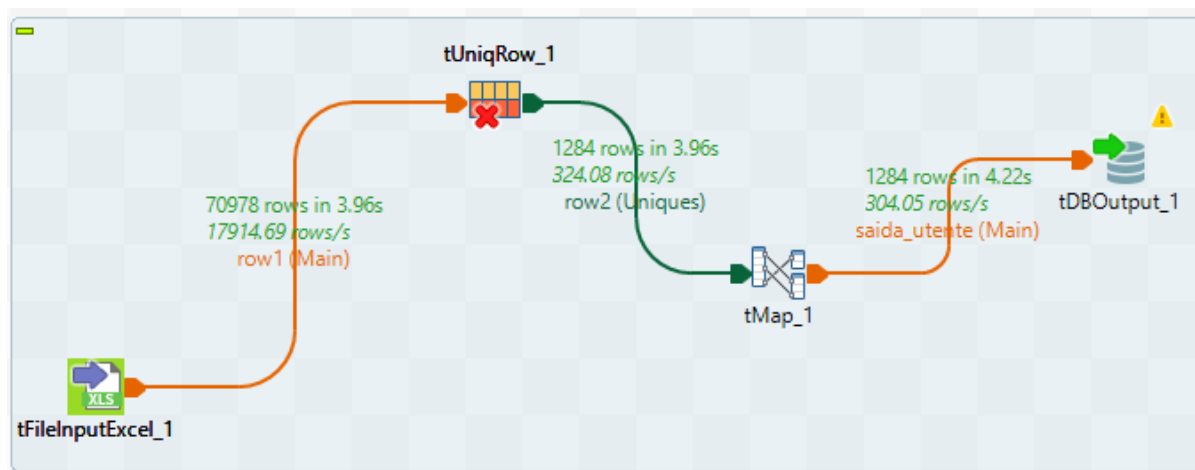 tUniqRow_1
1284 rows in 3.96s
324.08 rows/s
row2 (Uniques)
1284 rows in 4.22s
304.05 rows/s
saida_utente (Main)
tDBOutput_1
70978 rows in 3.96s
17914.69 rows/s
row1 (Main)
tMap_1
XLS
tFileInputExcel_1